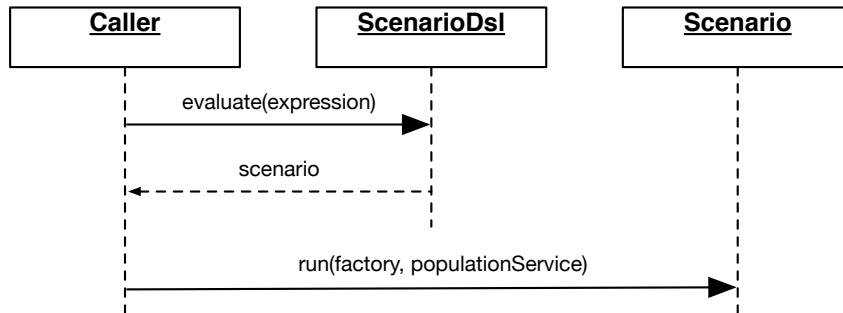 Caller
ScenarioDsl
Scenario
evaluate(expression)
scenario
run(factory, populationService)